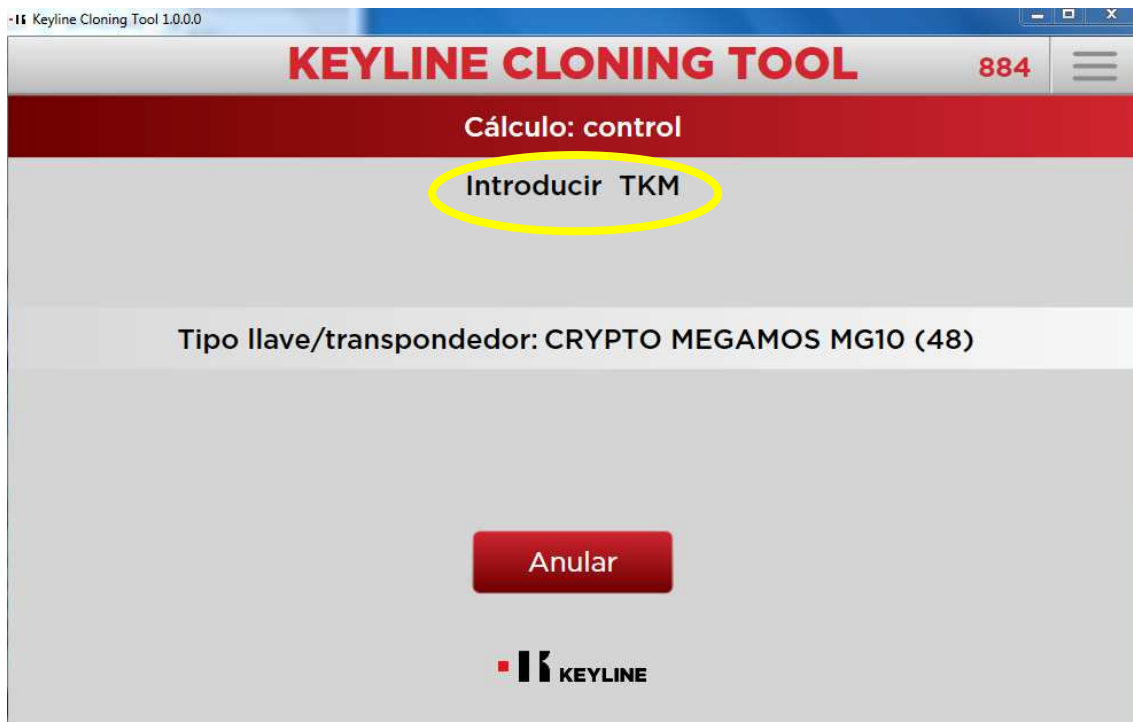 Keyline Cloning Tool 1.0.0.0
KEYLINE CLONING TOOL
884
Cálculo: control
Introducir TKM
Tipo llave/transpondedor: CRYPTO MEGAMOS MG10 (48)
Anular
KEYLINE